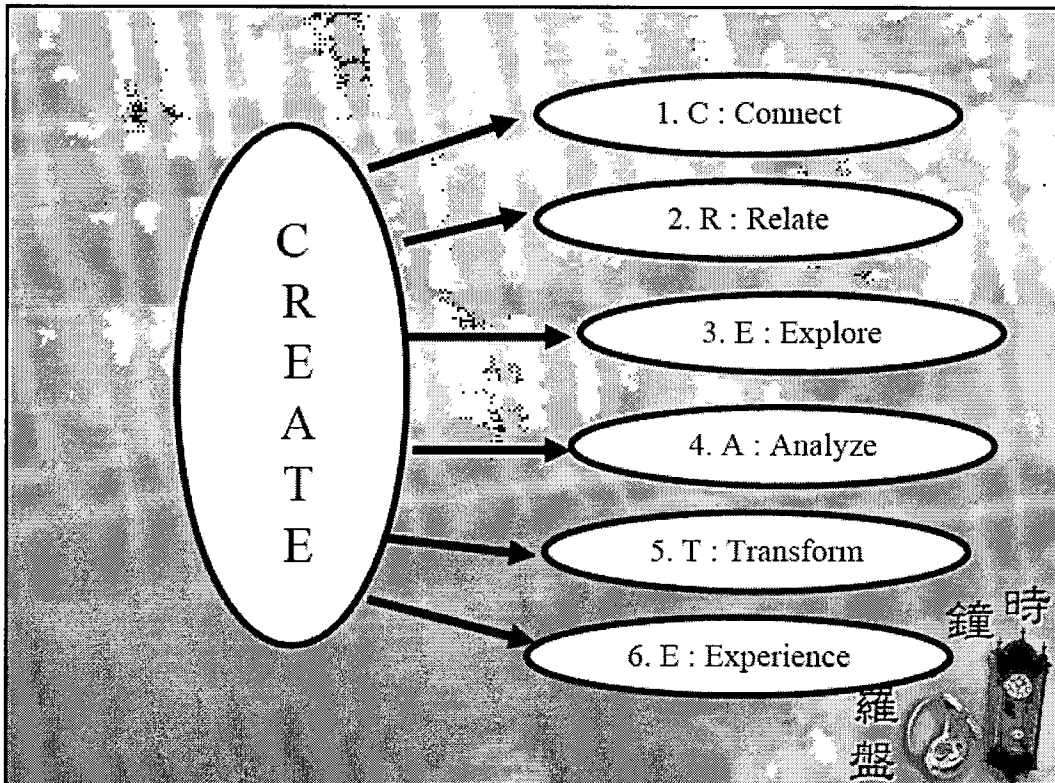 C
R
E
A
T
E
1. C : Connect
2. R : Relate
3. E : Explore
4. A : Analyze
5. T : Transform
6. E : Experience
時鐘
羅盤